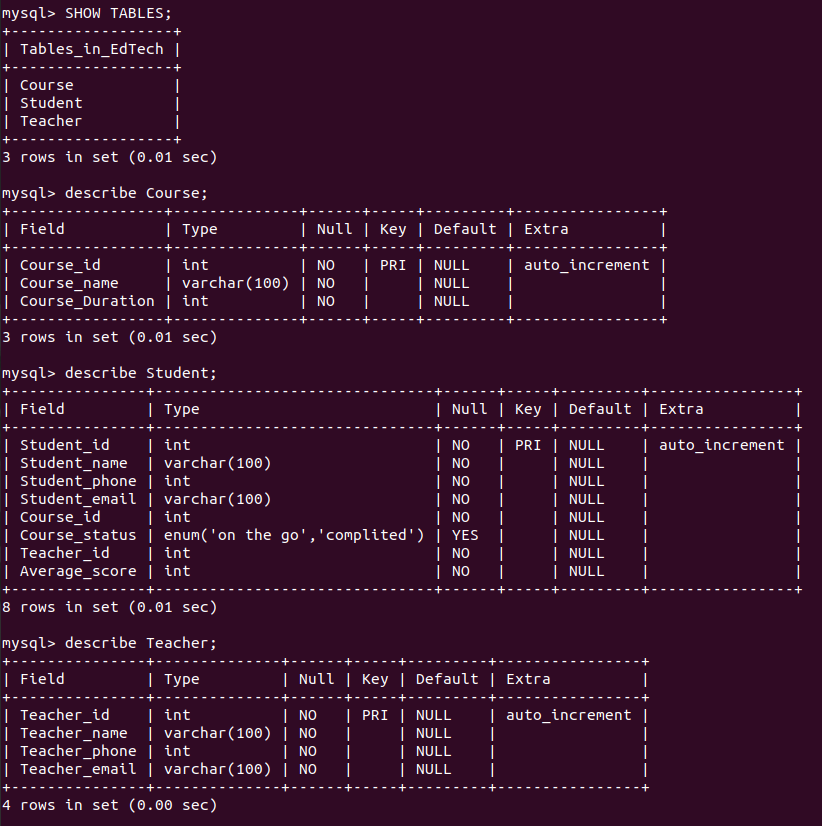 mysql> SHOW TABLES;
+------------------+
| Tables_in_EdTech |
+------------------+
| Course           |
| Student          |
| Teacher          |
+------------------+
3 rows in set (0.01 sec)

mysql> describe Course;
+-----------------+--------------+------+-----+---------+----------------+
| Field           | Type         | Null | Key | Default | Extra          |
+-----------------+--------------+------+-----+---------+----------------+
| Course_id       | int          | NO   | PRI | NULL    | auto_increment |
| Course_name     | varchar(100) | NO   |     | NULL    |                |
| Course_Duration | int          | NO   |     | NULL    |                |
+-----------------+--------------+------+-----+---------+----------------+
3 rows in set (0.01 sec)

mysql> describe Student;
+---------------+-------------------------------+------+-----+---------+----------------+
| Field         | Type                          | Null | Key | Default | Extra          |
+---------------+-------------------------------+------+-----+---------+----------------+
| Student_id    | int                           | NO   | PRI | NULL    | auto_increment |
| Student_name  | varchar(100)                  | NO   |     | NULL    |                |
| Student_phone | int                           | NO   |     | NULL    |                |
| Student_email | varchar(100)                  | NO   |     | NULL    |                |
| Course_id     | int                           | NO   |     | NULL    |                |
| Course_status | enum('on the go','complited') | YES  |     | NULL    |                |
| Teacher_id    | int                           | NO   |     | NULL    |                |
| Average_score | int                           | NO   |     | NULL    |                |
+---------------+-------------------------------+------+-----+---------+----------------+
8 rows in set (0.01 sec)

mysql> describe Teacher;
+---------------+--------------+------+-----+---------+----------------+
| Field         | Type         | Null | Key | Default | Extra          |
+---------------+--------------+------+-----+---------+----------------+
| Teacher_id    | int          | NO   | PRI | NULL    | auto_increment |
| Teacher_name  | varchar(100) | NO   |     | NULL    |                |
| Teacher_phone | int          | NO   |     | NULL    |                |
| Teacher_email | varchar(100) | NO   |     | NULL    |                |
+---------------+--------------+------+-----+---------+----------------+
4 rows in set (0.00 sec)